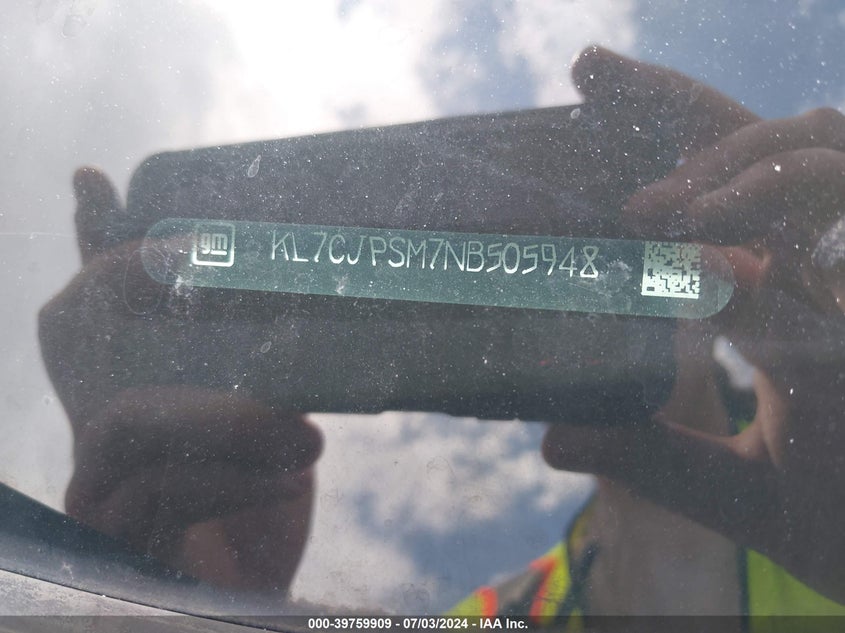 gm KL7CJPSM7NB505948
000-39759909 - 07/03/2024 - IAA Inc.